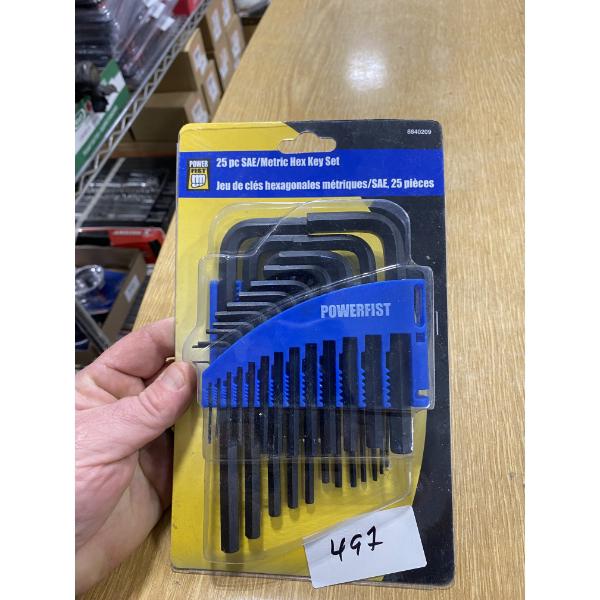 8840209
POWER
FIST
25 pc SAE/Metric Hex Key Set
Jeu de clés hexagonales métriques/SAE, 25 pièces
POWERFIST
497